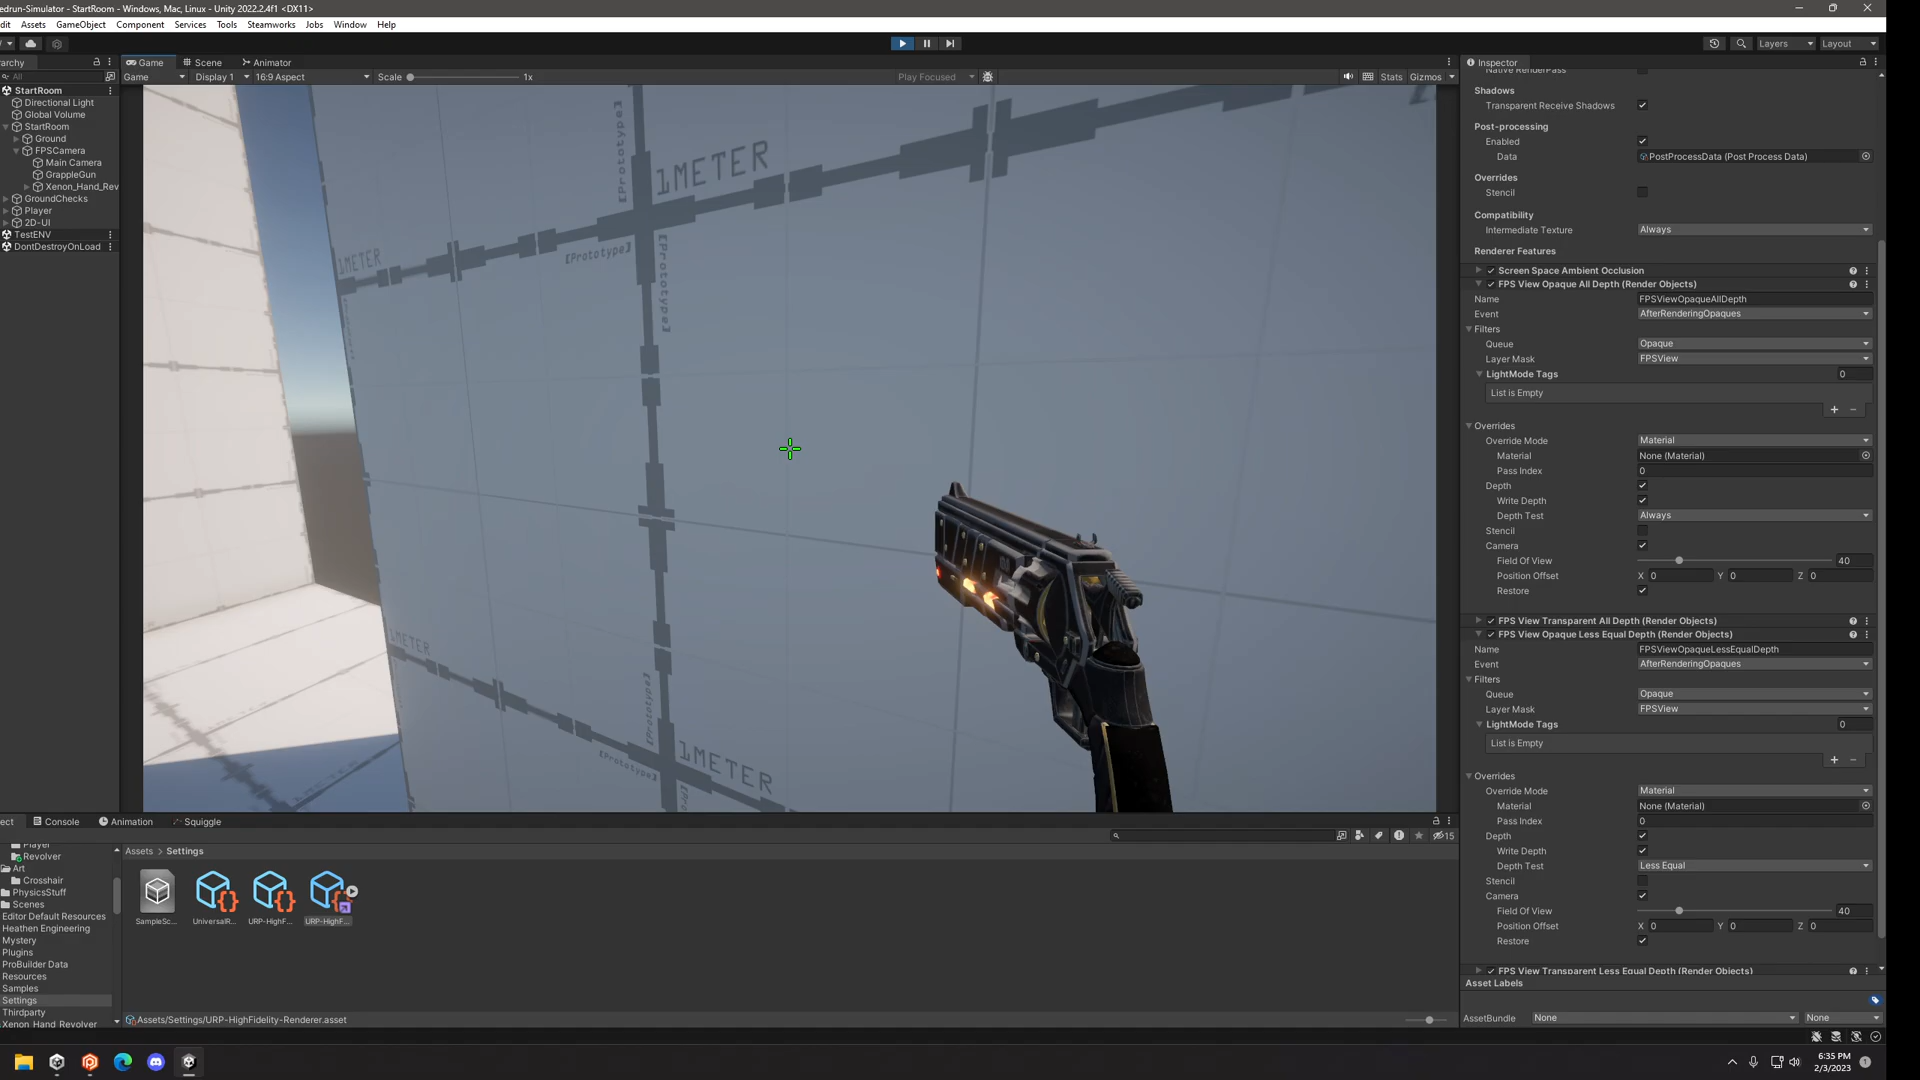 edrun-Simulator - StartRoom - Windows, Mac, Linux - Unity 2022.2.4f1 <DX11>
dit Assets GameObject Component Services Tools Steamworks Jobs Window Help
Layers Layout
rarchy
All
StartRoom
Directional Light
Global Volume
StartRoom
Ground
FPSCamera
Main Camera
GrappleGun
Xenon_Hand_Rev
GroundChecks
Player
2D-UI
TestENV
DontDestroyOnLoad
Game Scene Animator
Game Display 1 16:9 Aspect Scale 1x Play Focused Stats Gizmos
[Prototype]
1METER
1METER
[Prototype]
[Prototype]
1METER
[Prototype]
[Prototype]
1METER
Inspector
Native RenderPass
Shadows
Transparent Receive Shadows
Post-processing
Enabled
Data PostProcessData (Post Process Data)
Overrides
Stencil
Compatibility
Intermediate Texture Always
Renderer Features
Screen Space Ambient Occlusion
FPS View Opaque All Depth (Render Objects)
Name FPSViewOpaqueAllDepth
Event AfterRenderingOpaques
Filters
Queue Opaque
Layer Mask FPSView
LightMode Tags 0
List is Empty
Overrides
Override Mode Material
Material None (Material)
Pass Index 0
Depth
Write Depth
Depth Test Always
Stencil
Camera
Field Of View 40
Position Offset X 0 Y 0 Z 0
Restore
FPS View Transparent All Depth (Render Objects)
FPS View Opaque Less Equal Depth (Render Objects)
Name FPSViewOpaqueLessEqualDepth
Event AfterRenderingOpaques
Filters
Queue Opaque
Layer Mask FPSView
LightMode Tags 0
List is Empty
Overrides
Override Mode Material
Material None (Material)
Pass Index 0
Depth
Write Depth
Depth Test Less Equal
Stencil
Camera
Field Of View 40
Position Offset X 0 Y 0 Z 0
Restore
FPS View Transparent Less Equal Depth (Render Objects)
Asset Labels
AssetBundle None None
ect Console Animation Squiggle
15
Player
Revolver
Art
Crosshair
PhysicsStuff
Scenes
Editor Default Resources
Heathen Engineering
Mystery
Plugins
ProBuilder Data
Resources
Samples
Settings
Thirdparty
Xenon Hand Revolver
Assets Settings
SampleSc... UniversalR... URP-HighF... URP-HighF...
Assets/Settings/URP-HighFidelity-Renderer.asset
6:35 PM
2/3/2023
1